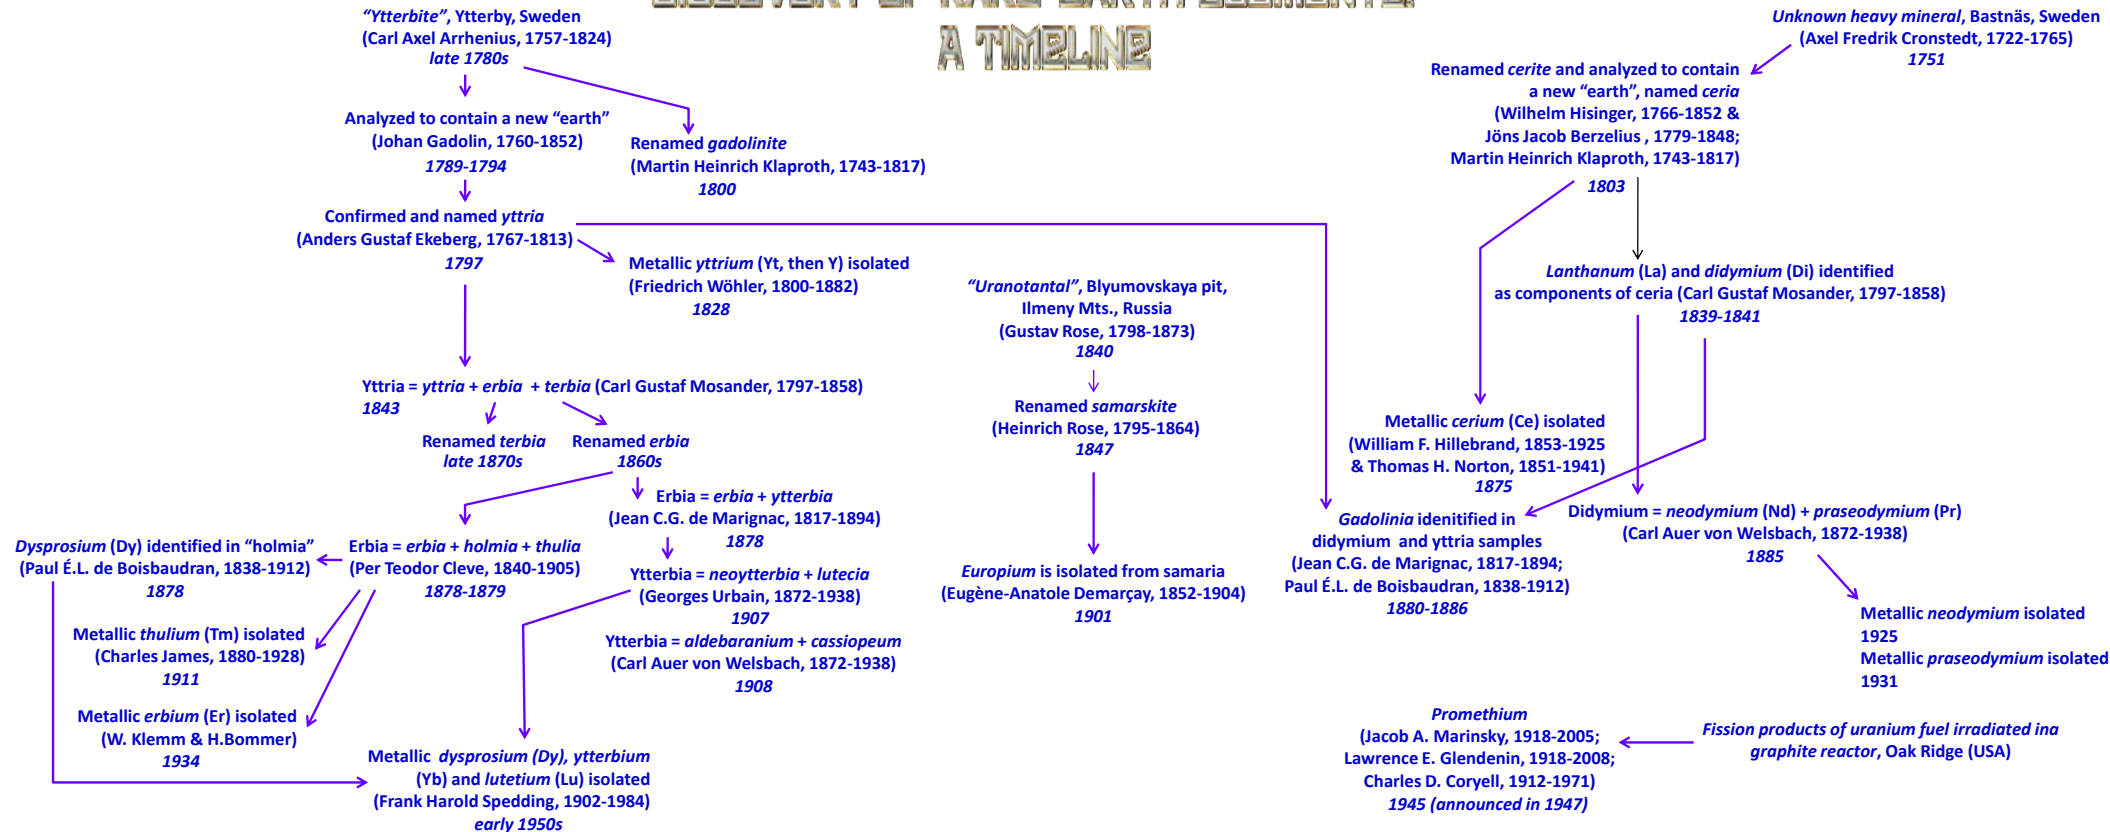 DISCOVERY OF RARE EARTH ELEMENTS:
A TIMELINE
“Ytterbite”, Ytterby, Sweden
(Carl Axel Arrhenius, 1757-1824)
late 1780s
Analyzed to contain a new “earth”
(Johan Gadolin, 1760-1852)
1789-1794
Renamed gadolinite
(Martin Heinrich Klaproth, 1743-1817)
1800
Confirmed and named yttria
(Anders Gustaf Ekeberg, 1767-1813)
1797
Metallic yttrium (Yt, then Y) isolated
(Friedrich Wöhler, 1800-1882)
1828
Yttria = yttria + erbia + terbia (Carl Gustaf Mosander, 1797-1858)
1843
Renamed terbia
late 1870s
Renamed erbia
1860s
Erbia = erbia + ytterbia
(Jean C.G. de Marignac, 1817-1894)
1878
Dysprosium (Dy) identified in “holmia”
(Paul É.L. de Boisbaudran, 1838-1912)
1878
Erbia = erbia + holmia + thulia
(Per Teodor Cleve, 1840-1905)
1878-1879
Ytterbia = neoytterbia + lutecia
(Georges Urbain, 1872-1938)
1907
Ytterbia = aldebaranium + cassiopeum
(Carl Auer von Welsbach, 1872-1938)
1908
Metallic thulium (Tm) isolated
(Charles James, 1880-1928)
1911
Metallic erbium (Er) isolated
(W. Klemm & H.Bommer)
1934
Metallic dysprosium (Dy), ytterbium
(Yb) and lutetium (Lu) isolated
(Frank Harold Spedding, 1902-1984)
early 1950s
“Uranotantal”, Blyumovskaya pit,
Ilmeny Mts., Russia
(Gustav Rose, 1798-1873)
1840
Renamed samarskite
(Heinrich Rose, 1795-1864)
1847
Europium is isolated from samaria
(Eugène-Anatole Demarçay, 1852-1904)
1901
Unknown heavy mineral, Bastnäs, Sweden
(Axel Fredrik Cronstedt, 1722-1765)
1751
Renamed cerite and analyzed to contain
a new “earth”, named ceria
(Wilhelm Hisinger, 1766-1852 &
Jöns Jacob Berzelius , 1779-1848;
Martin Heinrich Klaproth, 1743-1817)
1803
Lanthanum (La) and didymium (Di) identified
as components of ceria (Carl Gustaf Mosander, 1797-1858)
1839-1841
Metallic cerium (Ce) isolated
(William F. Hillebrand, 1853-1925
& Thomas H. Norton, 1851-1941)
1875
Gadolinia idenitified in
didymium and yttria samples
(Jean C.G. de Marignac, 1817-1894;
Paul É.L. de Boisbaudran, 1838-1912)
1880-1886
Didymium = neodymium (Nd) + praseodymium (Pr)
(Carl Auer von Welsbach, 1872-1938)
1885
Metallic neodymium isolated
1925
Metallic praseodymium isolated
1931
Promethium
(Jacob A. Marinsky, 1918-2005;
Lawrence E. Glendenin, 1918-2008;
Charles D. Coryell, 1912-1971)
1945 (announced in 1947)
Fission products of uranium fuel irradiated ina
graphite reactor, Oak Ridge (USA)